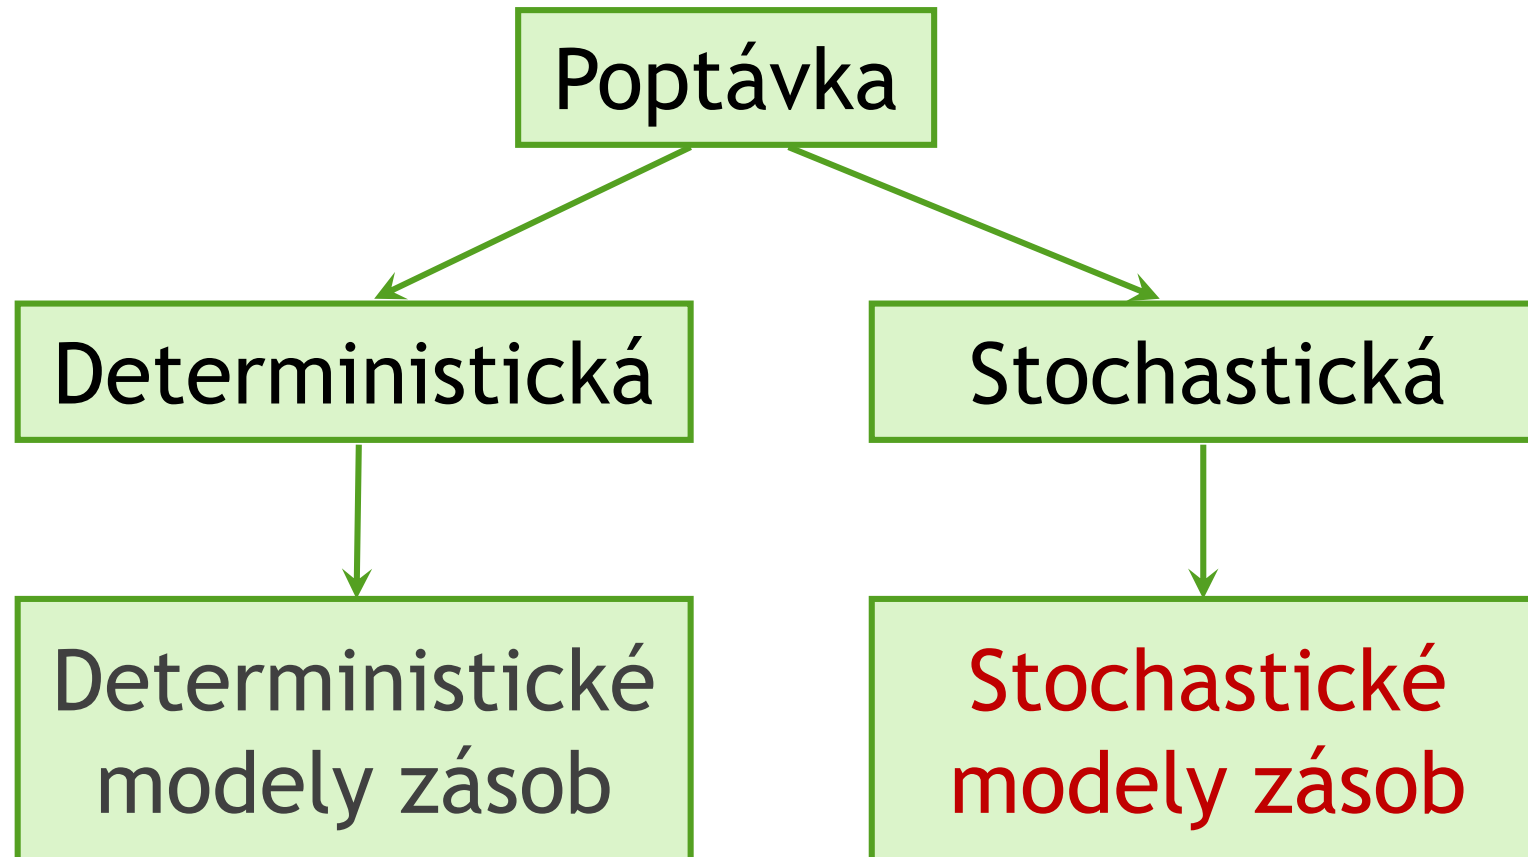 Poptávka
Deterministická
Stochastická
Deterministické
modely zásob
Stochastické
modely zásob